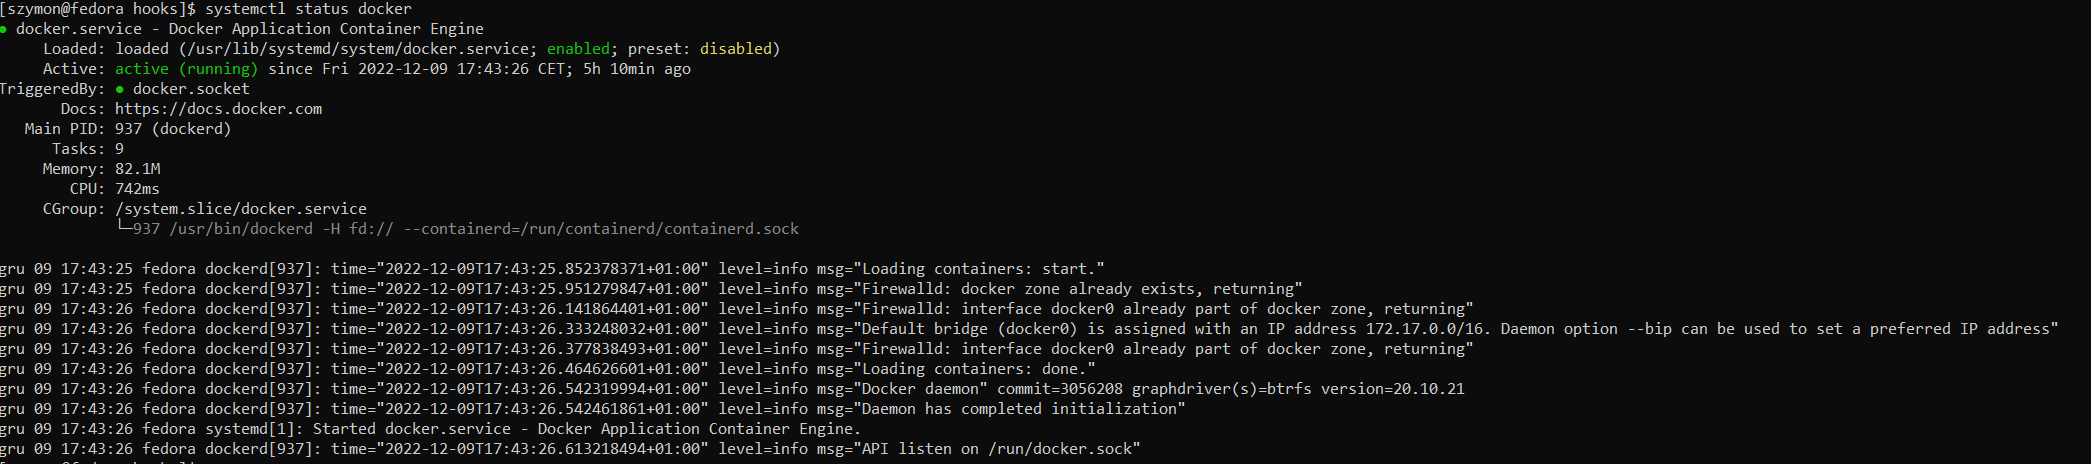 [szymon@fedora hooks]$ systemctl status docker
● docker.service - Docker Application Container Engine
Loaded: loaded (/usr/lib/systemd/system/docker.service; enabled; preset: disabled)
Active: active (running) since Fri 2022-12-09 17:43:26 CET; 5h 10min ago
TriggeredBy: ● docker.socket
Docs: https://docs.docker.com
Main PID: 937 (dockerd)
Tasks: 9
Memory: 82.1M
CPU: 742ms
CGroup: /system.slice/docker.service
└─937 /usr/bin/dockerd -H fd:// --containerd=/run/containerd/containerd.sock
gru 09 17:43:25 fedora dockerd[937]: time="2022-12-09T17:43:25.852378371+01:00" level=info msg="Loading containers: start."
gru 09 17:43:25 fedora dockerd[937]: time="2022-12-09T17:43:25.951279847+01:00" level=info msg="Firewalld: docker zone already exists, returning"
gru 09 17:43:26 fedora dockerd[937]: time="2022-12-09T17:43:26.141864401+01:00" level=info msg="Firewalld: interface docker0 already part of docker zone, returning"
gru 09 17:43:26 fedora dockerd[937]: time="2022-12-09T17:43:26.333248032+01:00" level=info msg="Default bridge (docker0) is assigned with an IP address 172.17.0.0/16. Daemon option --bip can be used to set a preferred IP address"
gru 09 17:43:26 fedora dockerd[937]: time="2022-12-09T17:43:26.377838493+01:00" level=info msg="Firewalld: interface docker0 already part of docker zone, returning"
gru 09 17:43:26 fedora dockerd[937]: time="2022-12-09T17:43:26.464626601+01:00" level=info msg="Loading containers: done."
gru 09 17:43:26 fedora dockerd[937]: time="2022-12-09T17:43:26.542319994+01:00" level=info msg="Docker daemon" commit=3056208 graphdriver(s)=btrfs version=20.10.21
gru 09 17:43:26 fedora dockerd[937]: time="2022-12-09T17:43:26.542461861+01:00" level=info msg="Daemon has completed initialization"
gru 09 17:43:26 fedora systemd[1]: Started docker.service - Docker Application Container Engine.
gru 09 17:43:26 fedora dockerd[937]: time="2022-12-09T17:43:26.613218494+01:00" level=info msg="API listen on /run/docker.sock"